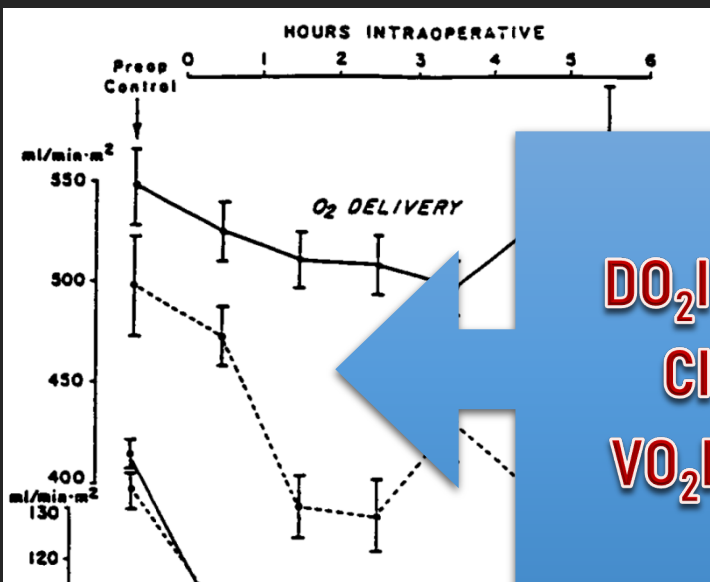 HOURS INTRAOPERATIVE
Preop
Control
0 1 2 3 4 5 6
ml/min·m²
550
O₂ DELIVERY
500
450
400
ml/min·m²
130
120
DO₂I
CI
VO₂I